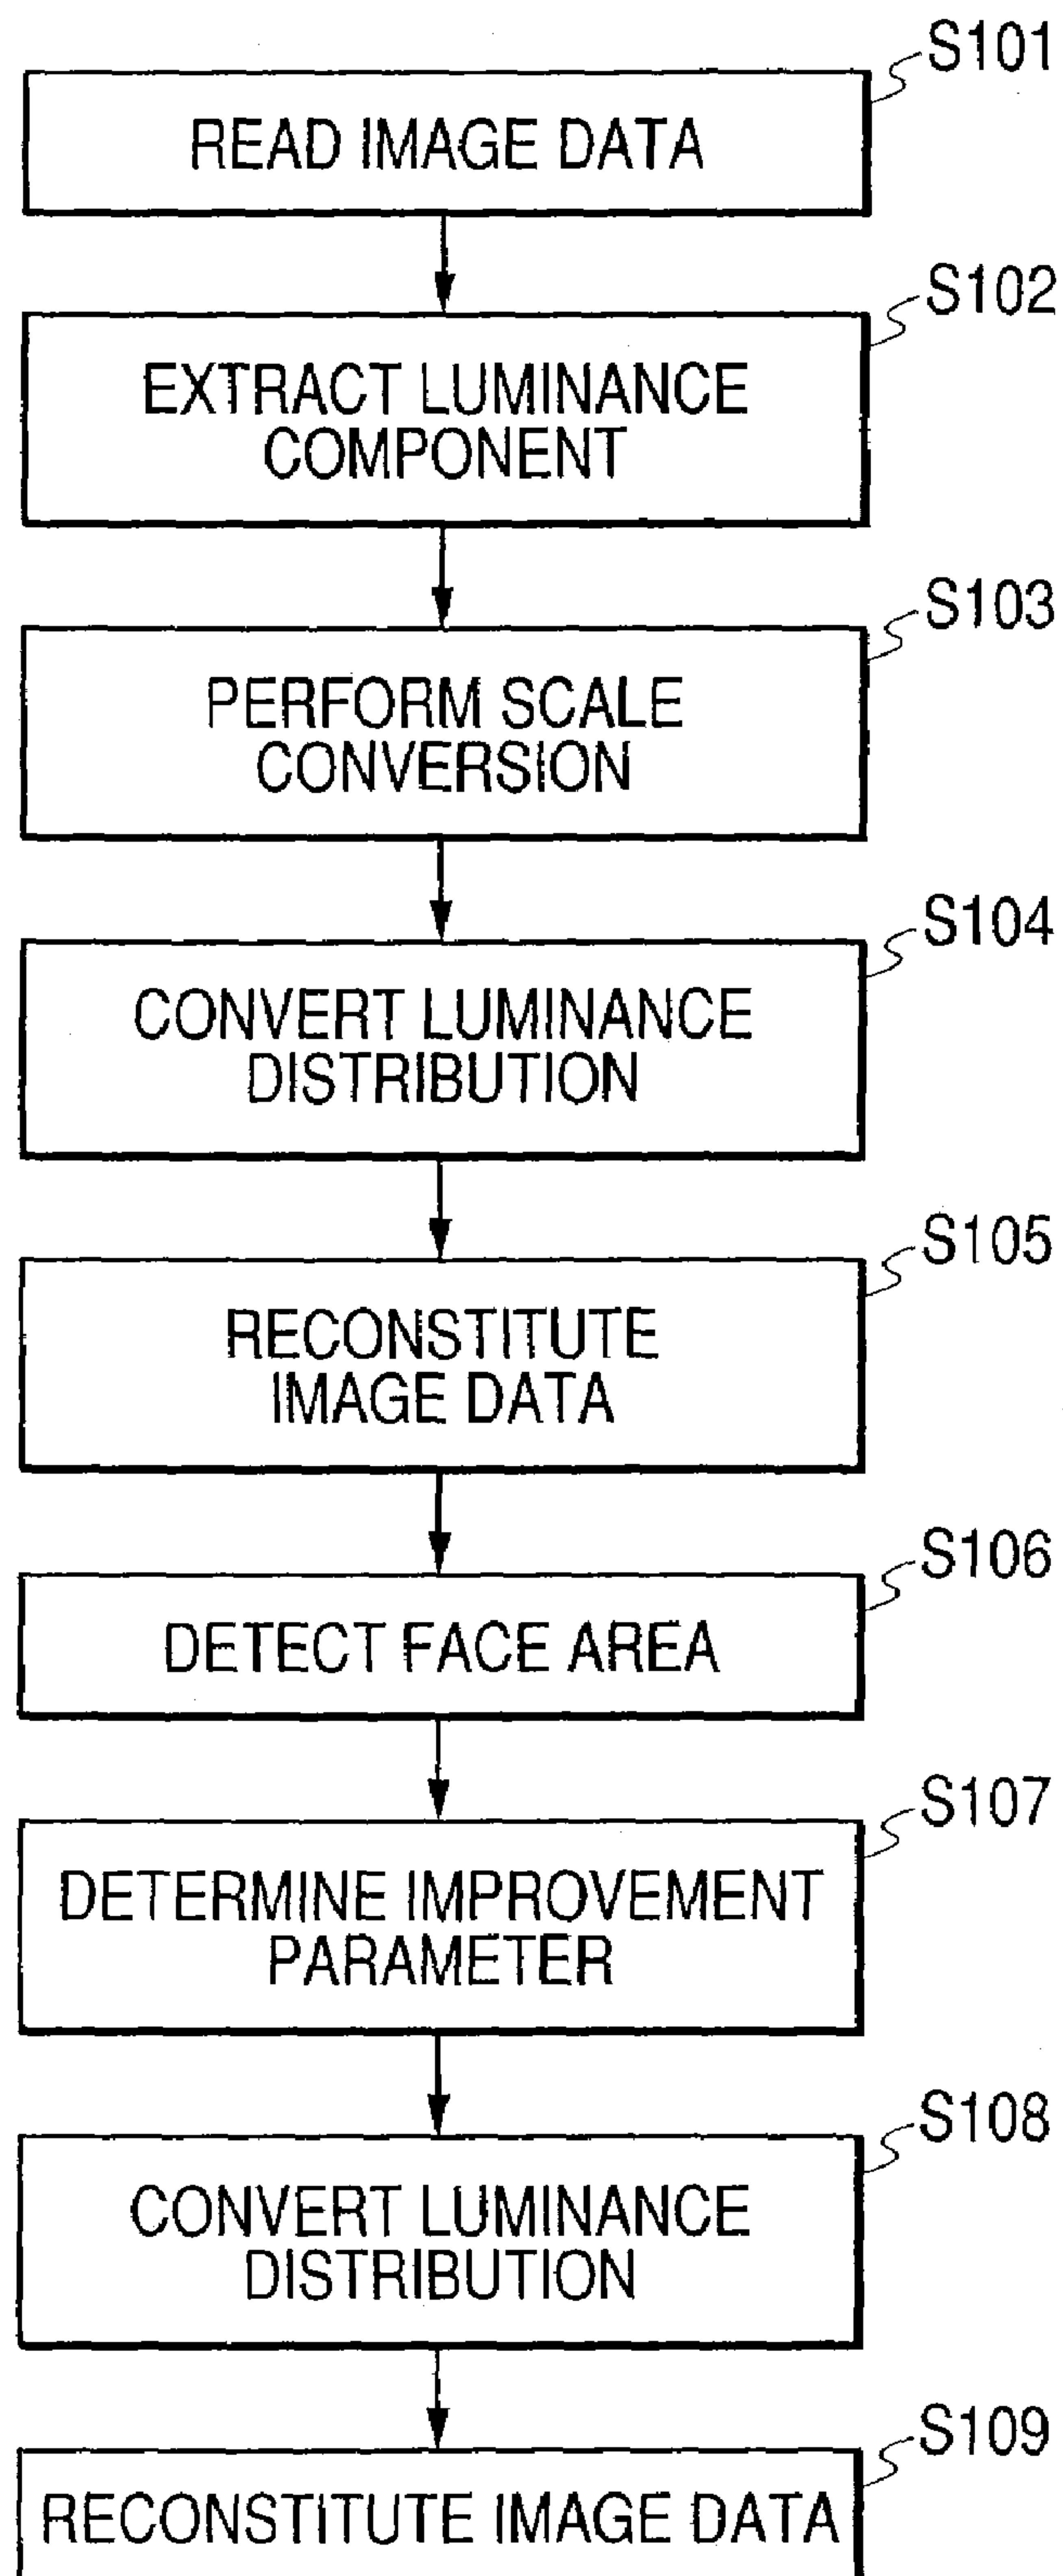 S101
READ IMAGE DATA
S102
EXTRACT LUMINANCE
COMPONENT
S103
PERFORM SCALE
CONVERSION
S104
CONVERT LUMINANCE
DISTRIBUTION
S105
RECONSTITUTE
IMAGE DATA
S106
DETECT FACE AREA
S107
DETERMINE IMPROVEMENT
PARAMETER
S108
CONVERT LUMINANCE
DISTRIBUTION
S109
RECONSTITUTE IMAGE DATA